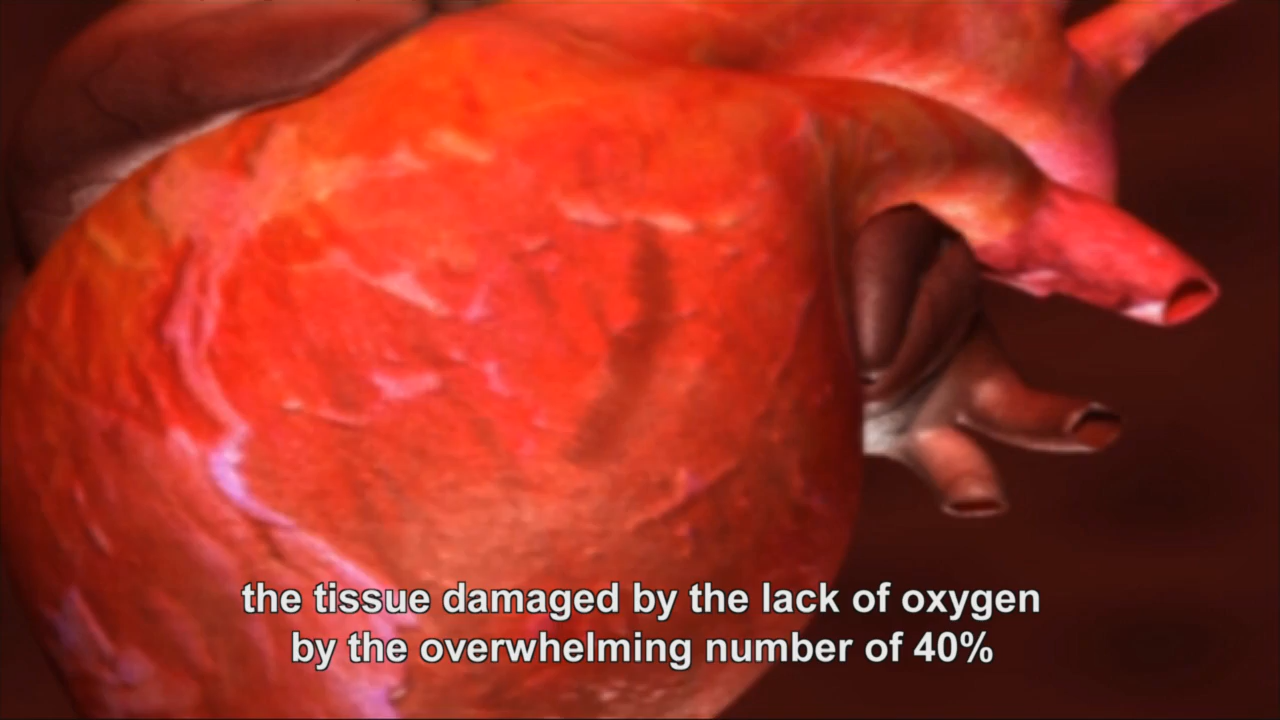 the tissue damaged by the lack of oxygen
by the overwhelming number of 40%